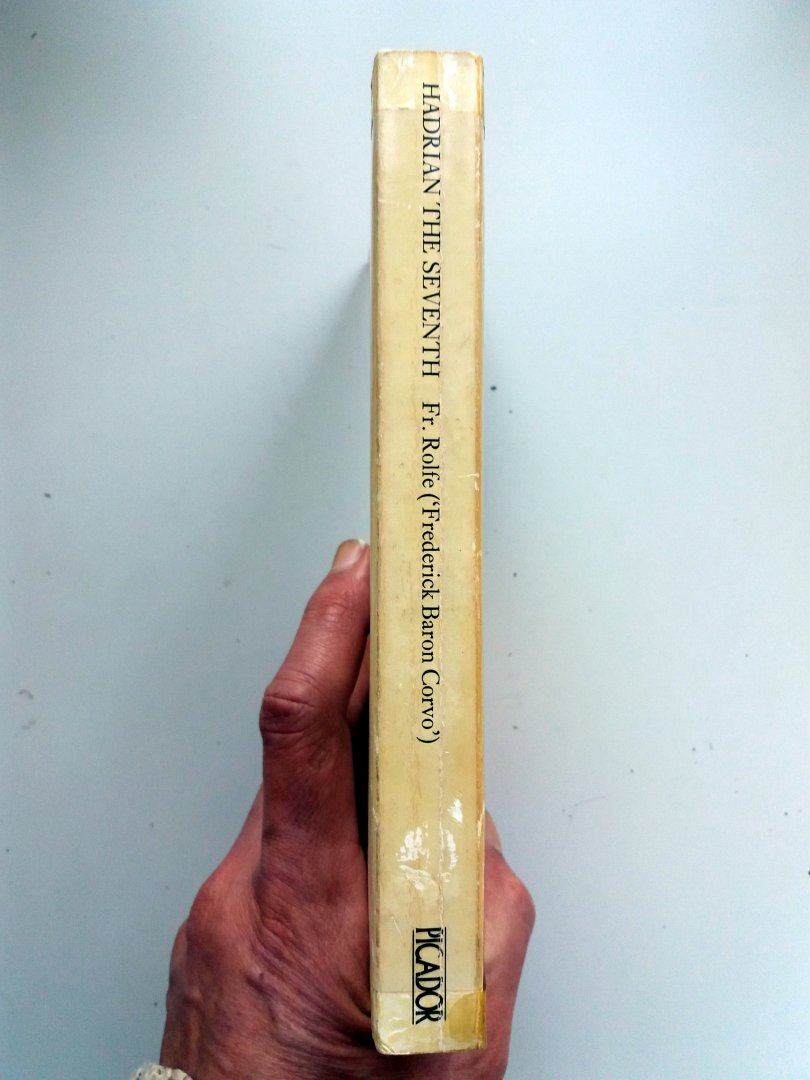 HADRIAN THE SEVENTH Fr. Rolfe (‘Frederick Baron Corvo’)
PICADOR